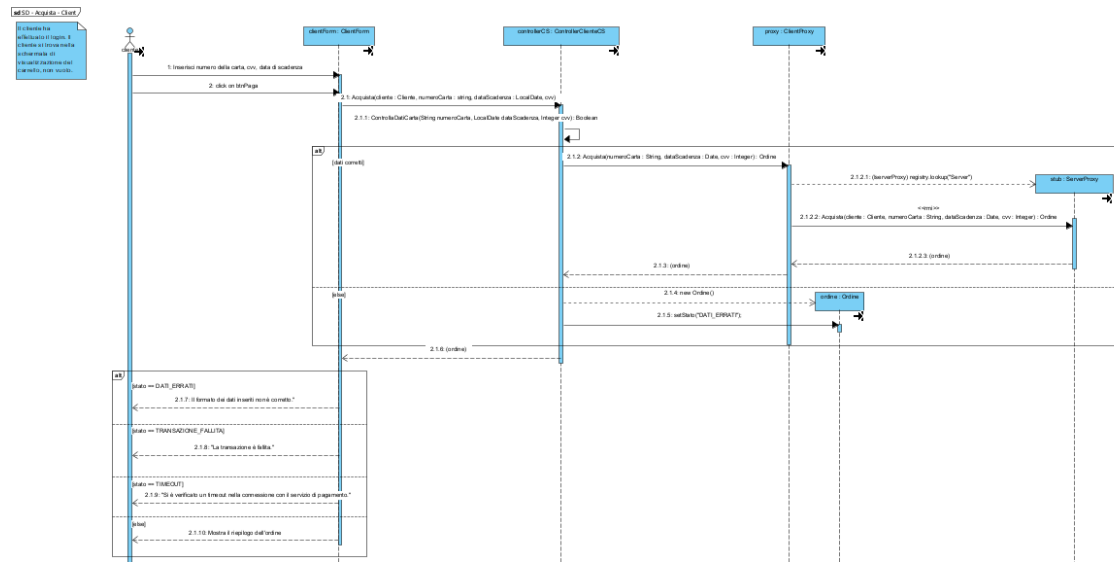 sd SD - Acquista - Client
Il cliente ha
effettuato il login. Il
cliente si trova nella
schermata di
visualizzazione del
carrello, non vuoto.
cliente
clientForm : ClientForm
controllerCS : ControllerClienteCS
proxy : ClientProxy
1: Inserisci numero della carta, cvv, data di scadenza
2: click on btnPaga
2.1: Acquista(cliente : Cliente, numeroCarta : string, dataScadenza : LocalDate, cvv)
2.1.1: ControllaDatiCarta(String numeroCarta, LocalDate dataScadenza, Integer cvv) : Boolean
alt
[dati corretti]
2.1.2: Acquista(numeroCarta : String, dataScadenza : Date, cvv : Integer) : Ordine
2.1.2.1: (IserverProxy) registry.lookup("Server")
stub : ServerProxy
<<rmi>>
2.1.2.2: Acquista(cliente : Cliente, numeroCarta : String, dataScadenza : Date, cvv : Integer) : Ordine
2.1.2.3: (ordine)
2.1.3: (ordine)
[else]
2.1.4: new Ordine()
ordine : Ordine
2.1.5: setStato("DATI_ERRATI");
2.1.6: (ordine)
alt
[stato == DATI_ERRATI]
2.1.7: Il formato dei dati inseriti non è corretto."
[stato == TRANSAZIONE_FALLITA]
2.1.8: "La transazione è fallita."
[stato == TIMEOUT]
2.1.9: "Si è verificato un timeout nella connessione con il servizio di pagamento."
[else]
2.1.10: Mostra il riepilogo dell'ordine